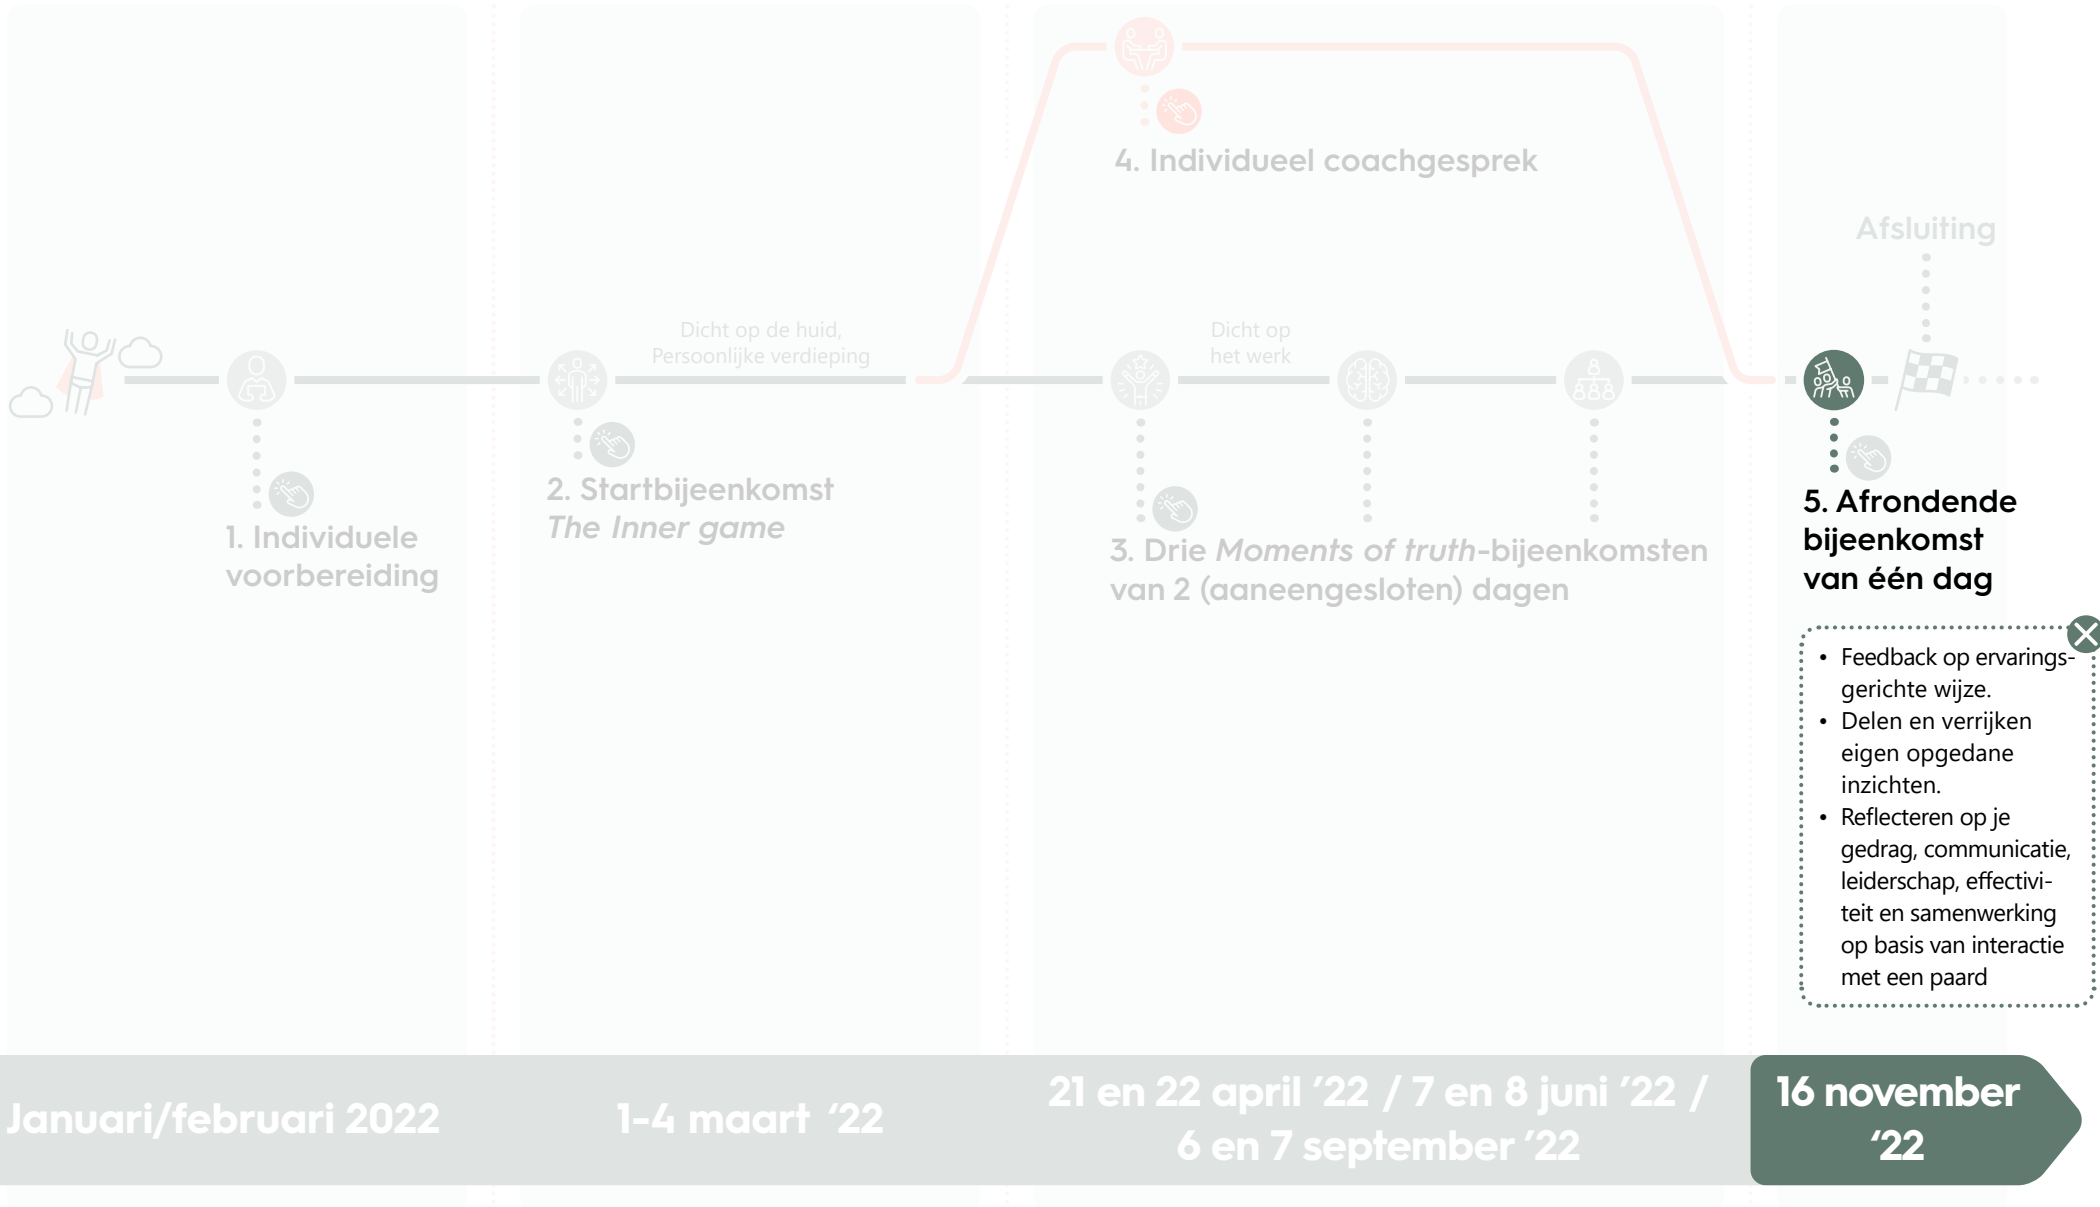 4. Individueel coachgesprek
Afsluiting
Dicht op de huid,
Persoonlijke verdieping
Dicht op
het werk
1. Individuele
voorbereiding
2. Startbijeenkomst
The Inner game
3. Drie Moments of truth-bijeenkomsten
van 2 (aaneengesloten) dagen
5. Afrondende
bijeenkomst
van één dag
• Feedback op ervarings-
gerichte wijze.
• Delen en verrijken
eigen opgedane
inzichten.
• Reflecteren op je
gedrag, communicatie,
leiderschap, effectivi-
teit en samenwerking
op basis van interactie
met een paard
Januari/februari 2022
1-4 maart ‘22
21 en 22 april ’22 / 7 en 8 juni ’22 /
6 en 7 september ’22
16 november
‘22